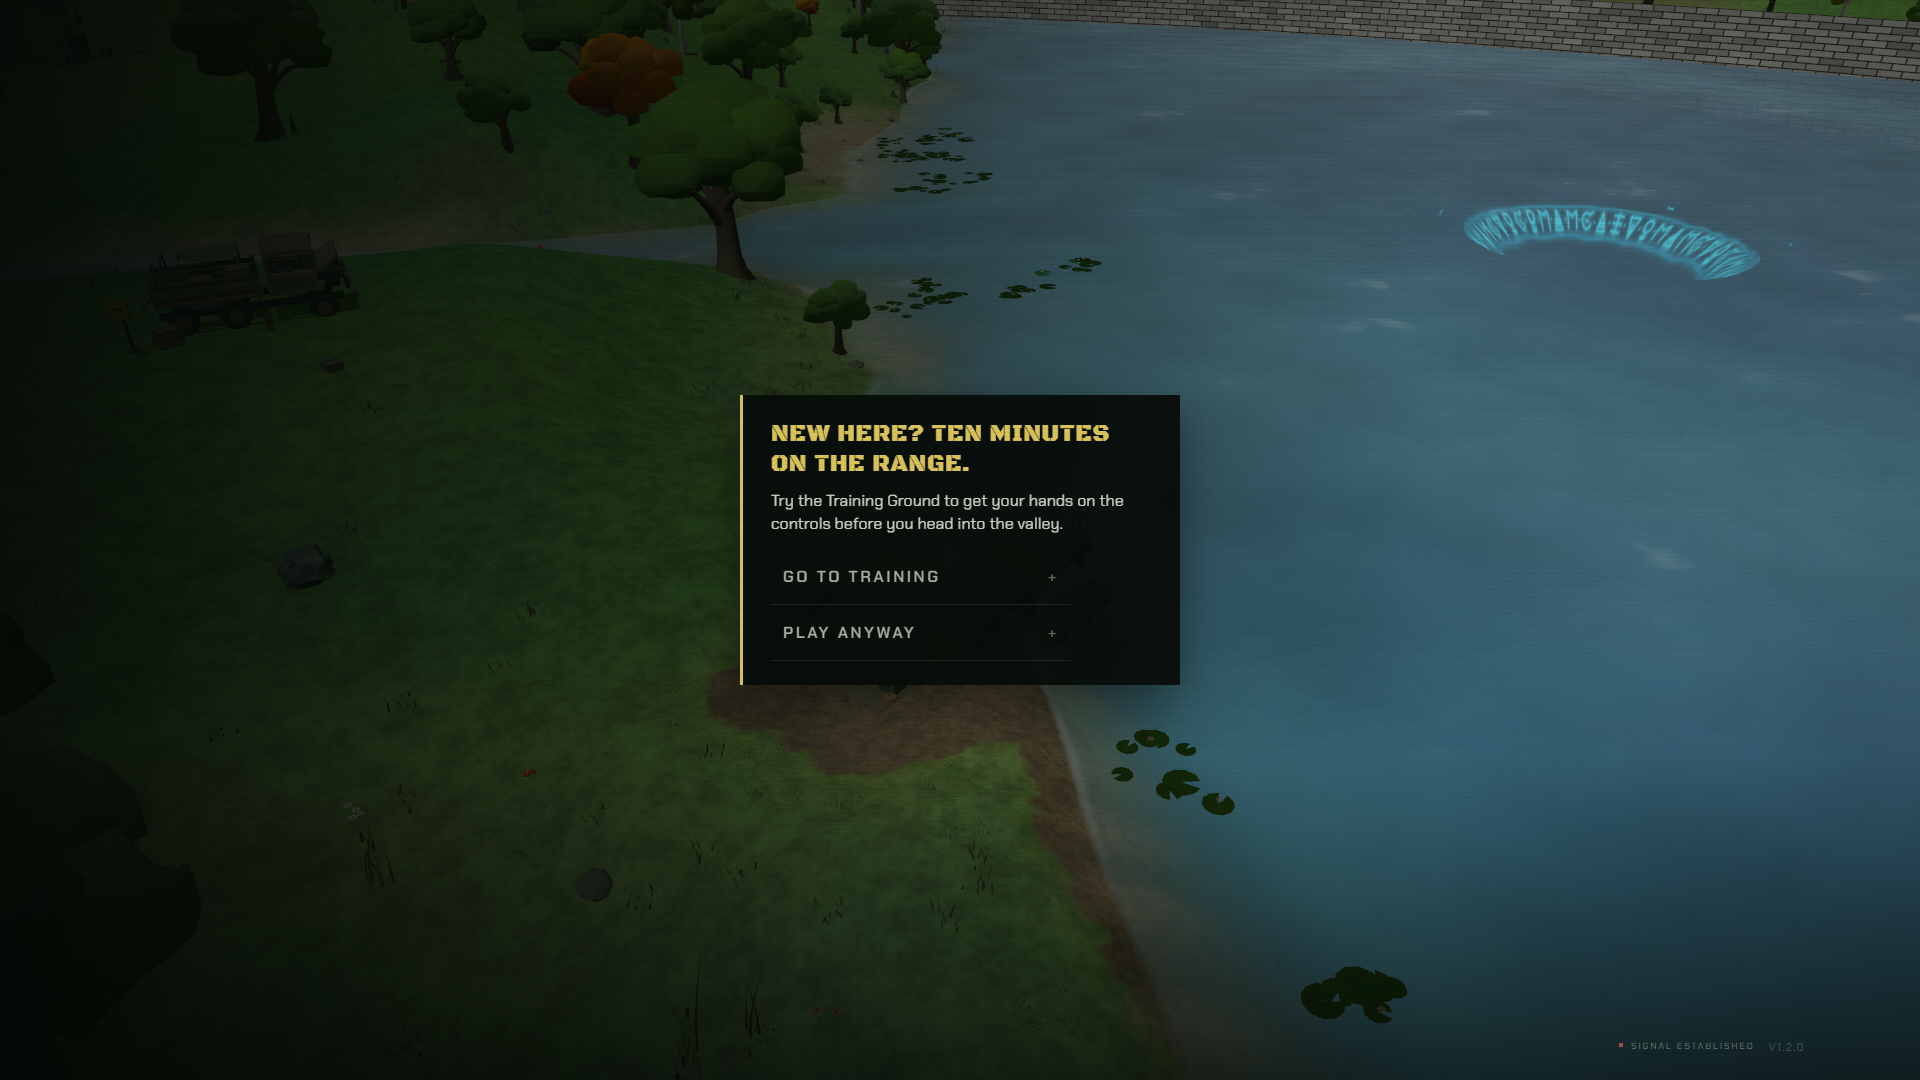 NEW HERE? TEN MINUTES
ON THE RANGE.
Try the Training Ground to get your hands on the
controls before you head into the valley.
GO TO TRAINING +
PLAY ANYWAY +
SIGNAL ESTABLISHED V1.2.0